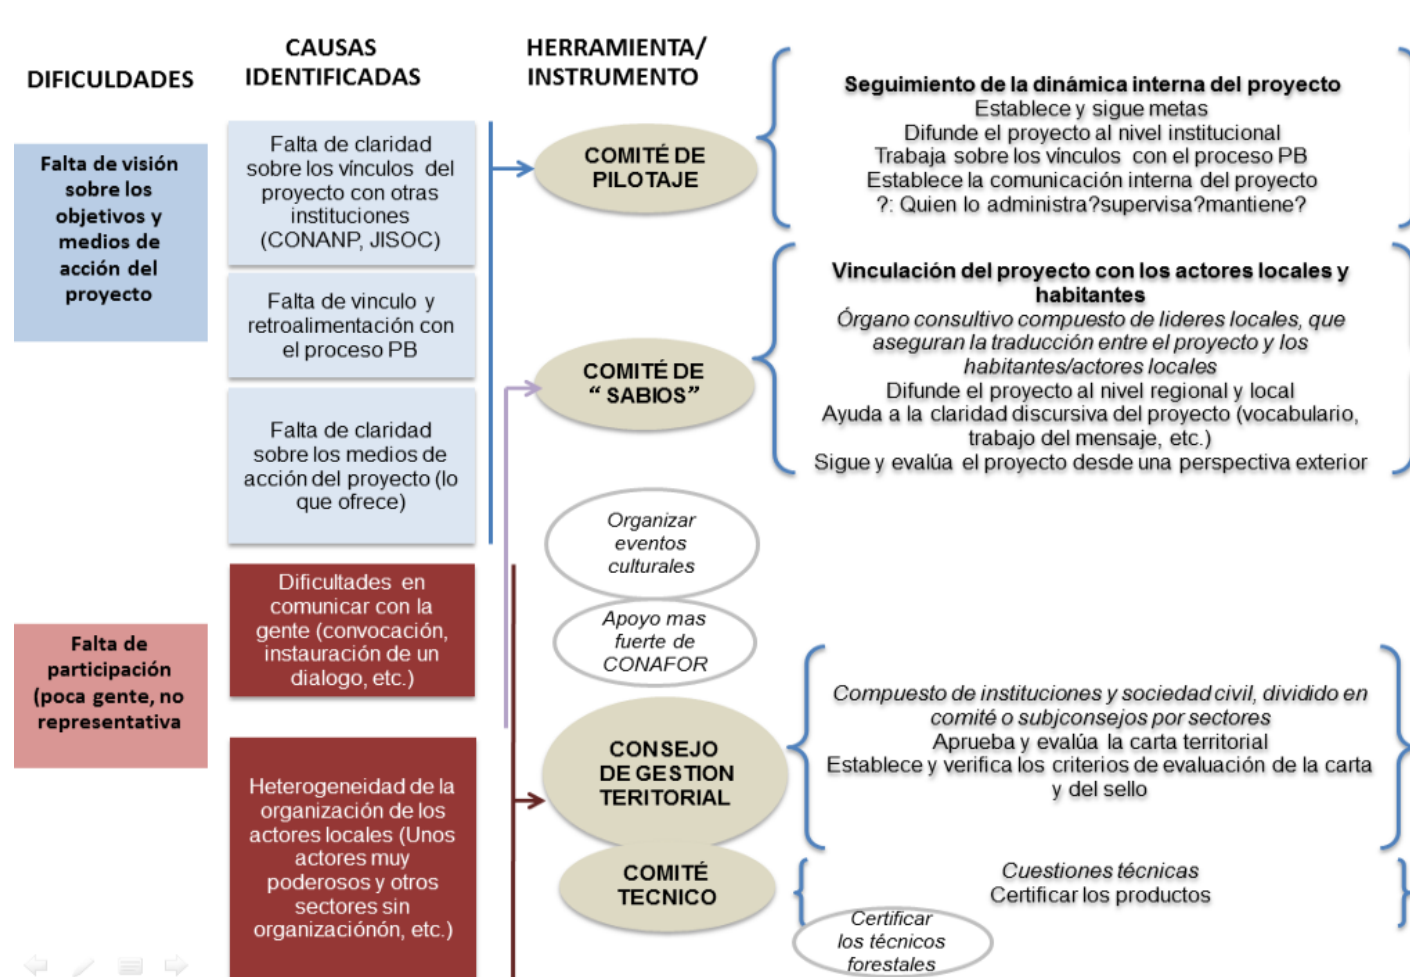 DIFICULDADES
CAUSAS
IDENTIFICADAS
HERRAMIENTA/
INSTRUMENTO
Falta de visión
sobre los
objetivos y
medios de
acción del
proyecto
Falta de claridad
sobre los vínculos del
proyecto con otras
instituciones
(CONANP, JISOC)
Falta de vinculo y
retroalimentación con
el proceso PB
Falta de claridad
sobre los medios de
acción del proyecto (lo
que ofrece)
COMITÉ DE
PILOTAJE
Seguimiento de la dinámica interna del proyecto
Establece y sigue metas
Difunde el proyecto al nivel institucional
Trabaja sobre los vínculos con el proceso PB
Establece la comunicación interna del proyecto
?: Quien lo administra?supervisa?mantiene?
COMITÉ DE
“ SABIOS”
Vinculación del proyecto con los actores locales y
habitantes
Órgano consultivo compuesto de lideres locales, que
aseguran la traducción entre el proyecto y los
habitantes/actores locales
Difunde el proyecto al nivel regional y local
Ayuda a la claridad discursiva del proyecto (vocabulario,
trabajo del mensaje, etc.)
Sigue y evalúa el proyecto desde una perspectiva exterior
Organizar
eventos
culturales
Apoyo mas
fuerte de
CONAFOR
Falta de
participación
(poca gente, no
representativa
Dificultades en
comunicar con la
gente (convocación,
instauración de un
dialogo, etc.)
Heterogeneidad de la
organización de los
actores locales (Unos
actores muy
poderosos y otros
sectores sin
organizaciónón, etc.)
CONSEJO
DE GESTION
TERITORIAL
Compuesto de instituciones y sociedad civil, dividido en
comité o subjconsejos por sectores
Aprueba y evalúa la carta territorial
Establece y verifica los criterios de evaluación de la carta
y del sello
COMITÉ
TECNICO
Cuestiones técnicas
Certificar los productos
Certificar
los técnicos
forestales